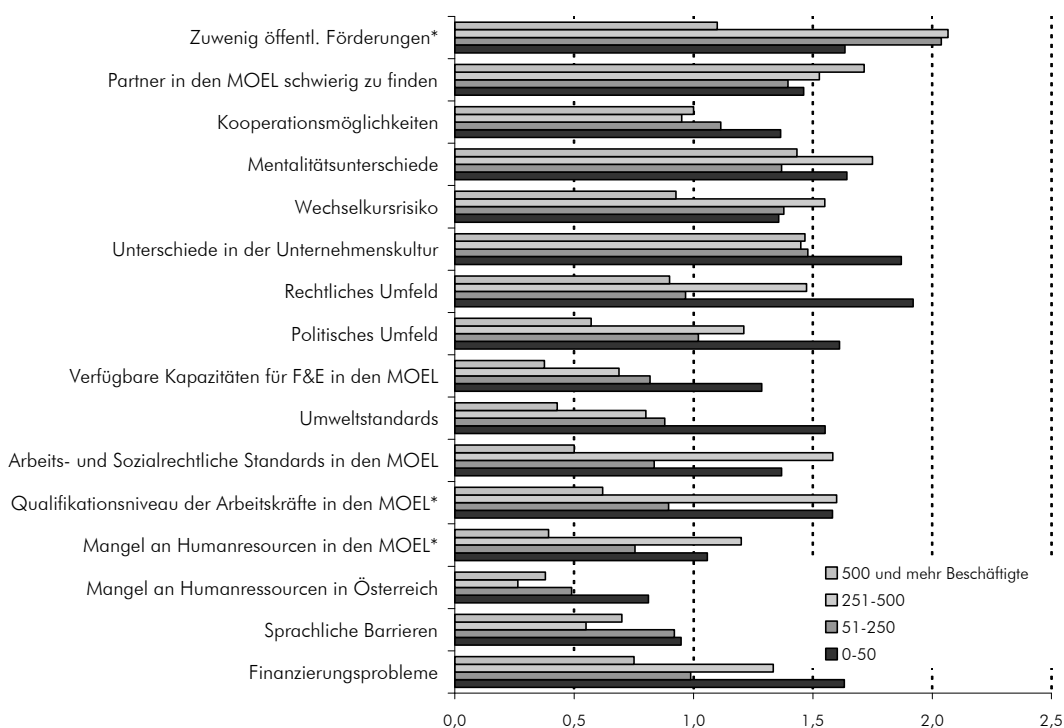 Zuwenig öffentl. Förderungen*
Partner in den MOEL schwierig zu finden
Kooperationsmöglichkeiten
Mentalitätsunterschiede
Wechselkursrisiko
Unterschiede in der Unternehmenskultur
Rechtliches Umfeld
Politisches Umfeld
Verfügbare Kapazitäten für F&E in den MOEL
Umweltstandards
Arbeits- und Sozialrechtliche Standards in den MOEL
Qualifikationsniveau der Arbeitskräfte in den MOEL*
Mangel an Humanresourcen in den MOEL*
Mangel an Humanressourcen in Österreich
Sprachliche Barrieren
Finanzierungsprobleme
500 und mehr Beschäftigte
251-500
51-250
0-50
0,0 0,5 1,0 1,5 2,0 2,5